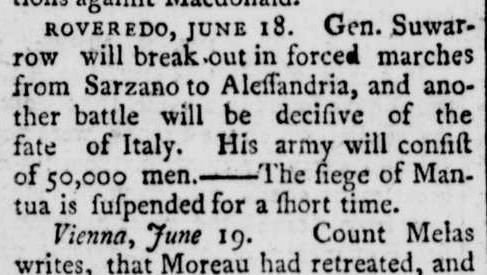 tions against Macdonald.
ROVEREDO, JUNE 18. Gen. Suwar-
row will break out in forced marches
from Sarzano to Aleſſandria, and ano-
ther battle will be deciſive of the
fate of Italy. His army will conſiſt
of 50,000 men.——The ſiege of Man-
tua is ſuſpended for a ſhort time.
Vienna, June 19. Count Melas
writes, that Moreau had retreated, and